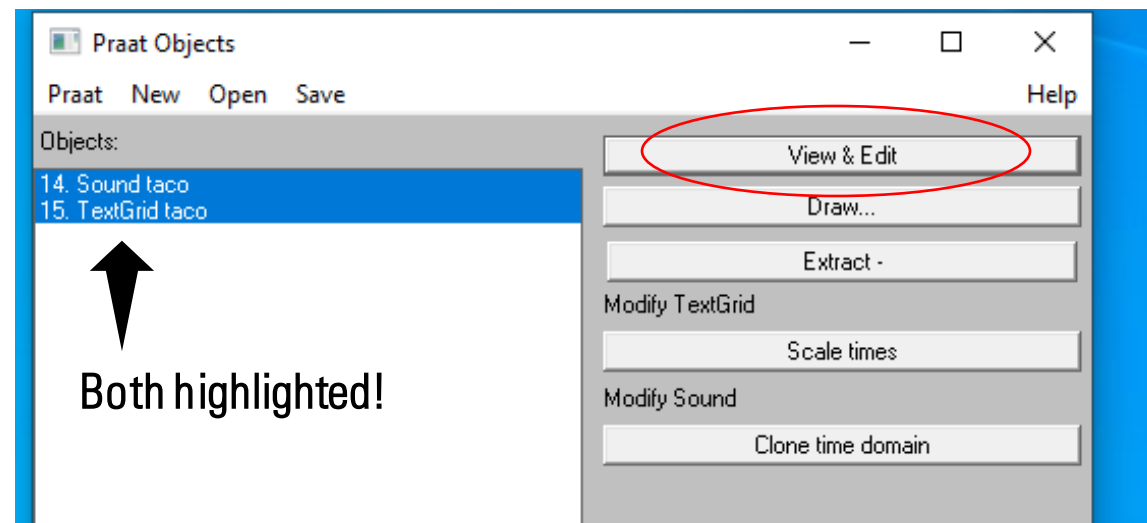 Praat Objects
Praat New Open Save Help
Objects:
14. Sound taco
15. TextGrid taco
Both highlighted!
View & Edit
Draw...
Extract -
Modify TextGrid
Scale times
Modify Sound
Clone time domain